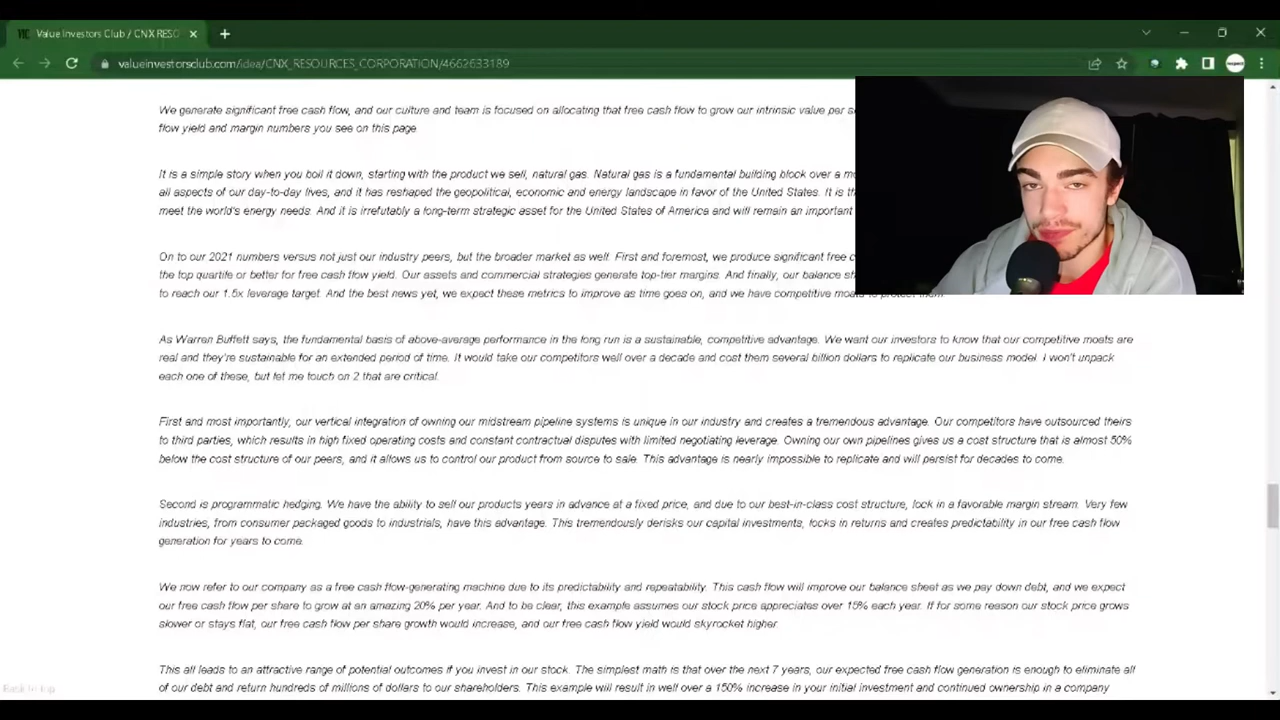 Value Investors Club / CNX RESO
valueinvestorsclub.com/idea/CNX_RESOURCES_CORPORATION/4662633189
We generate significant free cash flow, and our culture and team is focused on allocating that free cash flow to grow our intrinsic value per s
flow yield and margin numbers you see on this page.
It is a simple story when you boil it down, starting with the product we sell, natural gas. Natural gas is a fundamental building block over a mo
all aspects of our day-to-day lives, and it has reshaped the geopolitical, economic and energy landscape in favor of the United States. It is th
meet the world's energy needs. And it is irrefutably a long-term strategic asset for the United States of America and will remain an important
On to our 2021 numbers versus not just our industry peers, but the broader market as well. First and foremost, we produce significant free c
the top quartile or better for free cash flow yield. Our assets and commercial strategies generate top-tier margins. And finally, our balance sh
to reach our 1.5x leverage target. And the best news yet, we expect these metrics to improve as time goes on, and we have competitive moats to protect them.
As Warren Buffett says, the fundamental basis of above-average performance in the long run is a sustainable, competitive advantage. We want our investors to know that our competitive moats are
real and they're sustainable for an extended period of time. It would take our competitors well over a decade and cost them several billion dollars to replicate our business model. I won't unpack
each one of these, but let me touch on 2 that are critical.
First and most importantly, our vertical integration of owning our midstream pipeline systems is unique in our industry and creates a tremendous advantage. Our competitors have outsourced theirs
to third parties, which results in high fixed operating costs and constant contractual disputes with limited negotiating leverage. Owning our own pipelines gives us a cost structure that is almost 50%
below the cost structure of our peers, and it allows us to control our product from source to sale. This advantage is nearly impossible to replicate and will persist for decades to come.
Second is programmatic hedging. We have the ability to sell our products years in advance at a fixed price, and due to our best-in-class cost structure, lock in a favorable margin stream. Very few
industries, from consumer packaged goods to industrials, have this advantage. This tremendously derisks our capital investments, locks in returns and creates predictability in our free cash flow
generation for years to come.
We now refer to our company as a free cash flow-generating machine due to its predictability and repeatability. This cash flow will improve our balance sheet as we pay down debt, and we expect
our free cash flow per share to grow at an amazing 20% per year. And to be clear, this example assumes our stock price appreciates over 15% each year. If for some reason our stock price grows
slower or stays flat, our free cash flow per share growth would increase, and our free cash flow yield would skyrocket higher.
This all leads to an attractive range of potential outcomes if you invest in our stock. The simplest math is that over the next 7 years, our expected free cash flow generation is enough to eliminate all
of our debt and return hundreds of millions of dollars to our shareholders. This example will result in well over a 150% increase in your initial investment and continued ownership in a company
Back to top